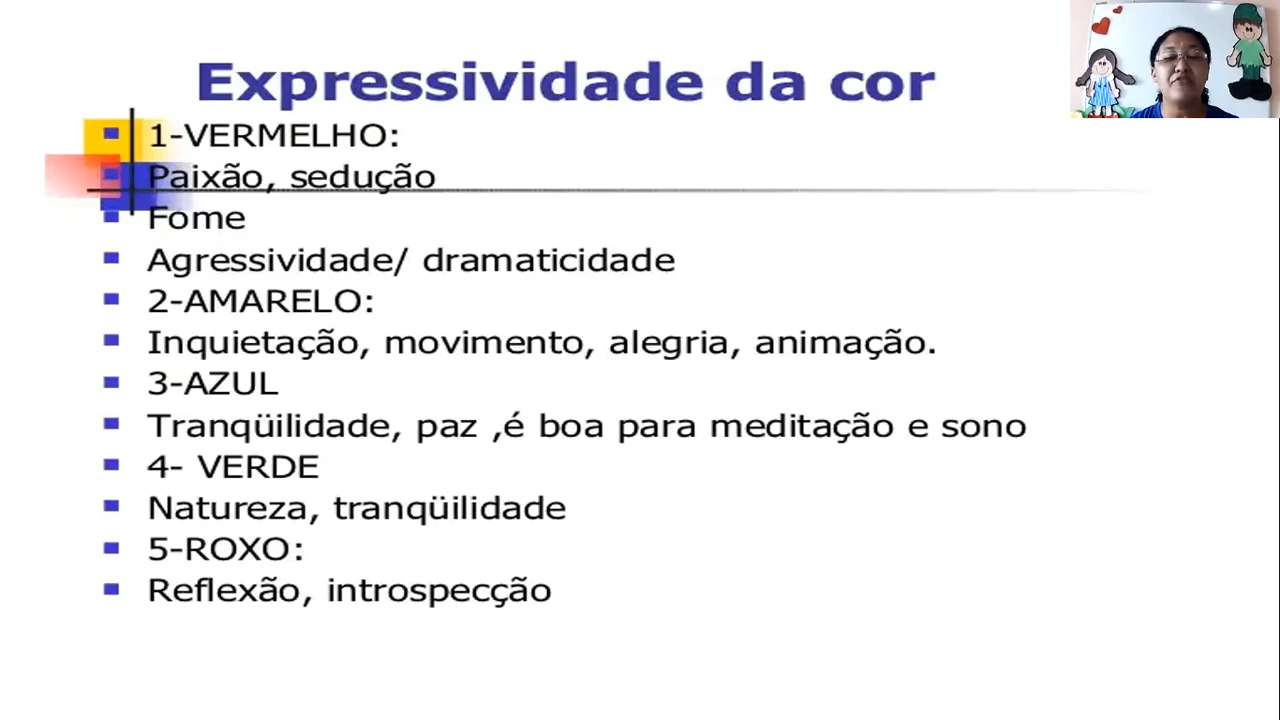 Expressividade da cor
1-VERMELHO:
Paixão, sedução
Fome
Agressividade/ dramaticidade
2-AMARELO:
Inquietação, movimento, alegria, animação.
3-AZUL
Tranqüilidade, paz ,é boa para meditação e sono
4- VERDE
Natureza, tranqüilidade
5-ROXO:
Reflexão, introspecção